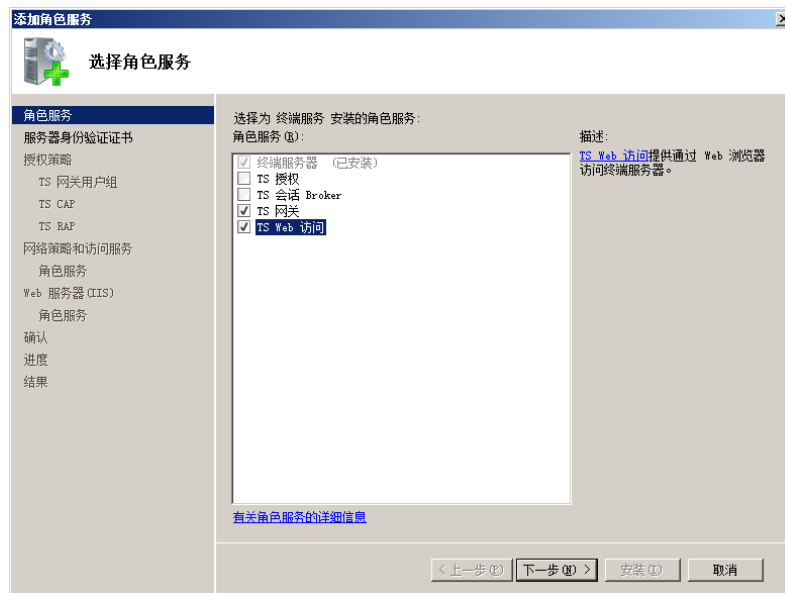 添加角色服务
选择角色服务
角色服务
服务器身份验证证书
授权策略
TS 网关用户组
TS CAP
TS RAP
网络策略和访问服务
角色服务
Web 服务器(IIS)
角色服务
确认
进度
结果
选择为 终端服务 安装的角色服务:
角色服务(R):
终端服务器 (已安装)
TS 授权
TS 会话 Broker
TS 网关
TS Web 访问
有关角色服务的详细信息
描述:
TS Web 访问提供通过 Web 浏览器
访问终端服务器。
< 上一步(P)
下一步(N) >
安装(I)
取消